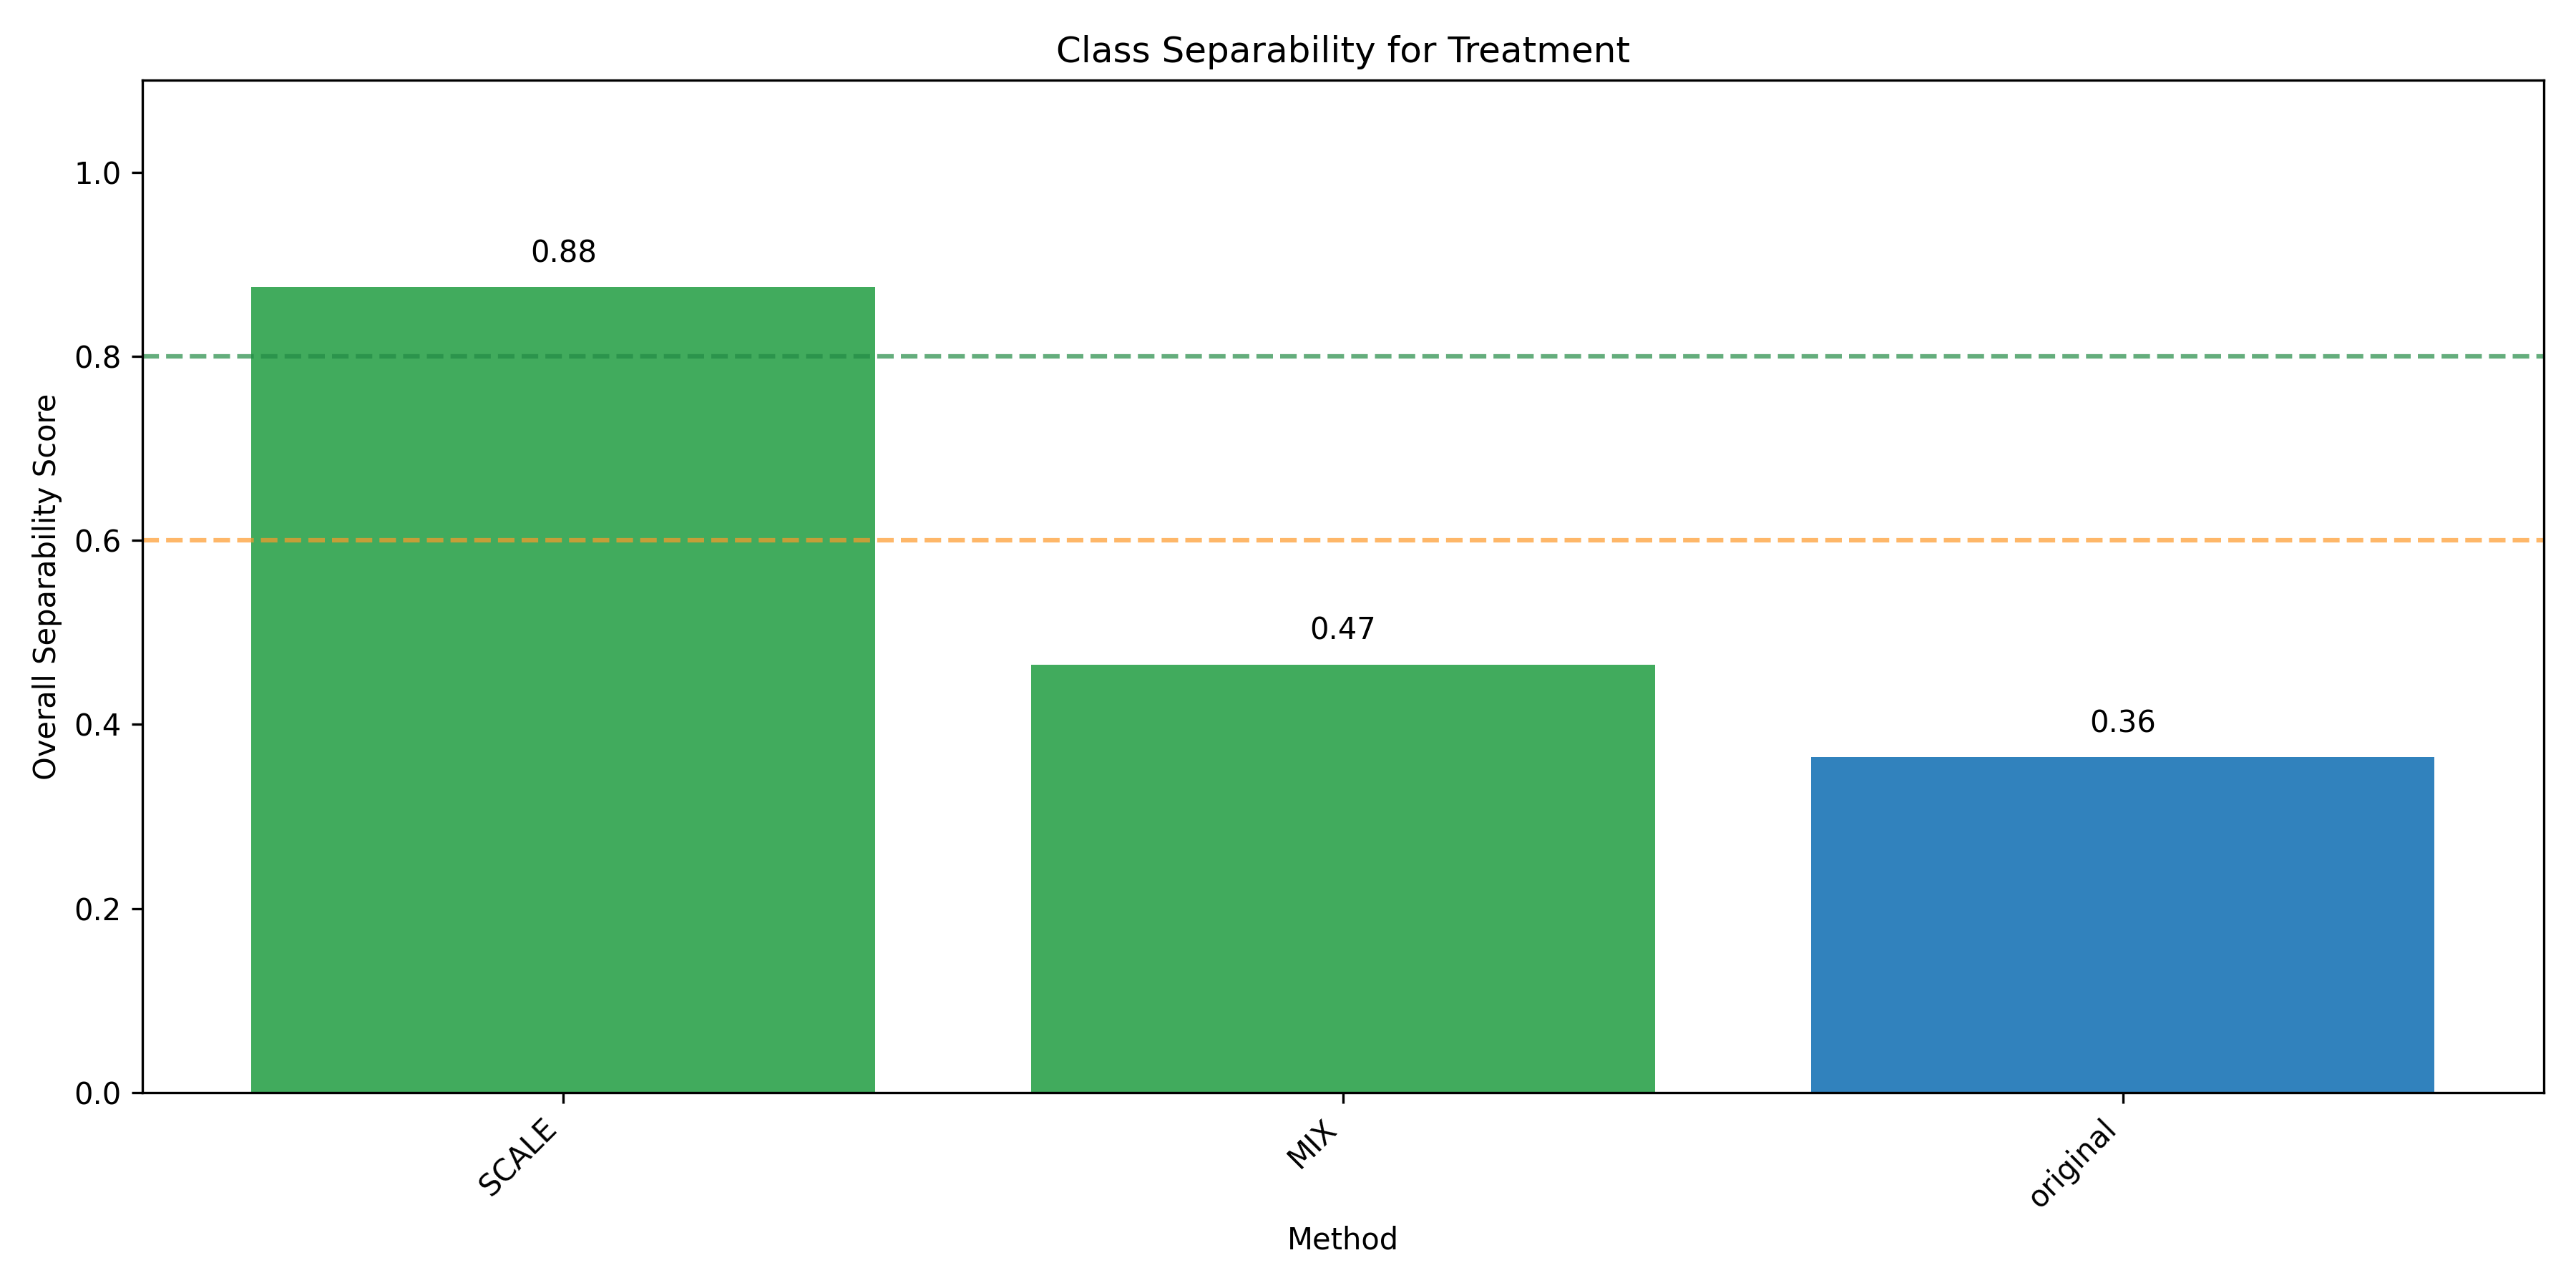 Class Separability for Treatment
Overall Separability Score
1.0
0.8
0.6
0.4
0.2
0.0
0.88
0.47
0.36
SCALE
MIX
original
Method